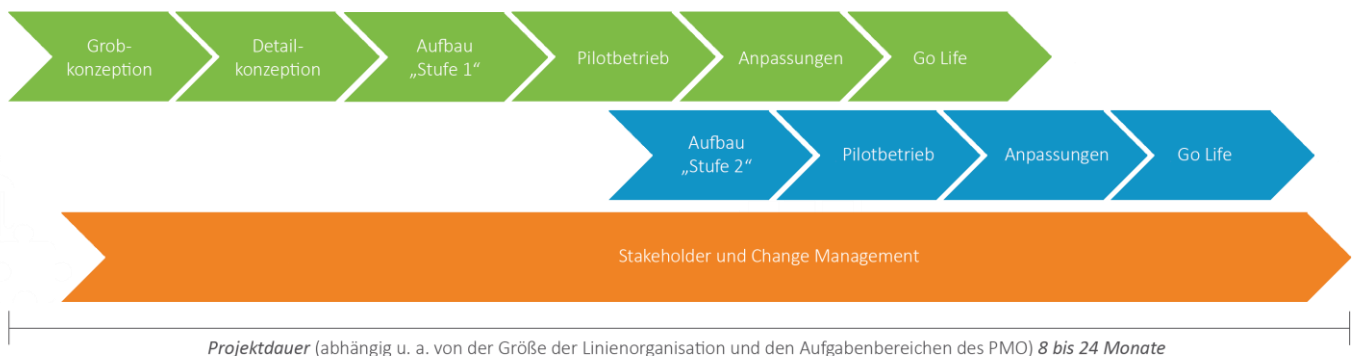 Grob-
konzeption
Detail-
konzeption
Aufbau
„Stufe 1“
Pilotbetrieb
Anpassungen
Go Life
Aufbau
„Stufe 2“
Pilotbetrieb
Anpassungen
Go Life
Stakeholder und Change Management
Projektdauer (abhängig u. a. von der Größe der Linienorganisation und den Aufgabenbereichen des PMO) 8 bis 24 Monate